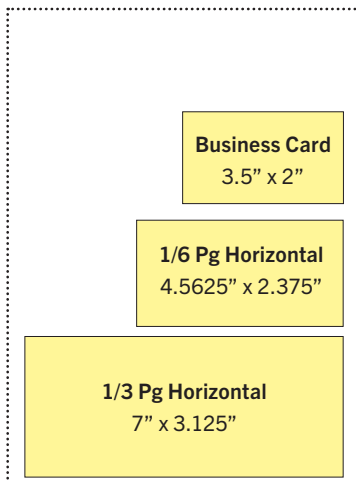 Business Card
3.5” x 2”
1/6 Pg Horizontal
4.5625” x 2.375”
1/3 Pg Horizontal
7” x 3.125”